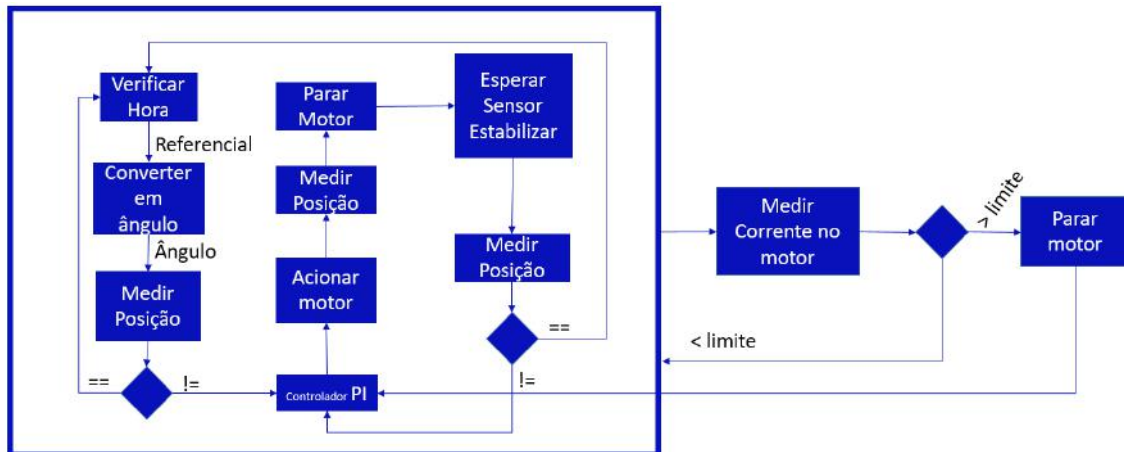 Verificar
Hora
Referencial
Converter
em
ângulo
Ângulo
Medir
Posição
==
!=
Controlador PI
Acionar
motor
Medir
Posição
Parar
Motor
Esperar
Sensor
Estabilizar
Medir
Posição
==
!=
Medir
Corrente no
motor
> limite
< limite
Parar
motor